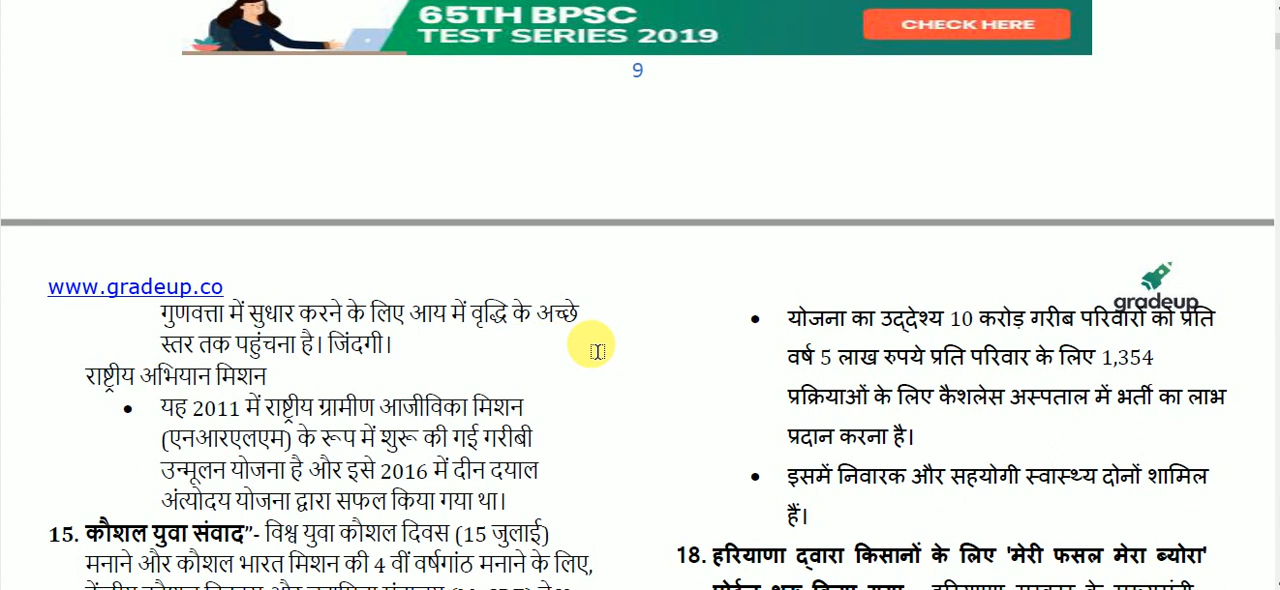 65TH BPSC
TEST SERIES 2019
CHECK HERE
9
www.gradeup.co
gradeup
गुणवत्ता में सुधार करने के लिए आय में वृद्धि के अच्छे
स्तर तक पहुंचना है। जिंदगी।
राष्ट्रीय अभियान मिशन
• यह 2011 में राष्ट्रीय ग्रामीण आजीविका मिशन
(एनआरएलएम) के रूप में शुरू की गई गरीबी
उन्मूलन योजना है और इसे 2016 में दीन दयाल
अंत्योदय योजना द्वारा सफल किया गया था।
15. कौशल युवा संवाद”- विश्व युवा कौशल दिवस (15 जुलाई)
मनाने और कौशल भारत मिशन की 4 वीं वर्षगांठ मनाने के लिए,
• योजना का उद्देश्य 10 करोड़ गरीब परिवारों को प्रति
वर्ष 5 लाख रुपये प्रति परिवार के लिए 1,354
प्रक्रियाओं के लिए कैशलेस अस्पताल में भर्ती का लाभ
प्रदान करना है।
• इसमें निवारक और सहयोगी स्वास्थ्य दोनों शामिल
हैं।
18. हरियाणा द्वारा किसानों के लिए 'मेरी फसल मेरा ब्योरा'